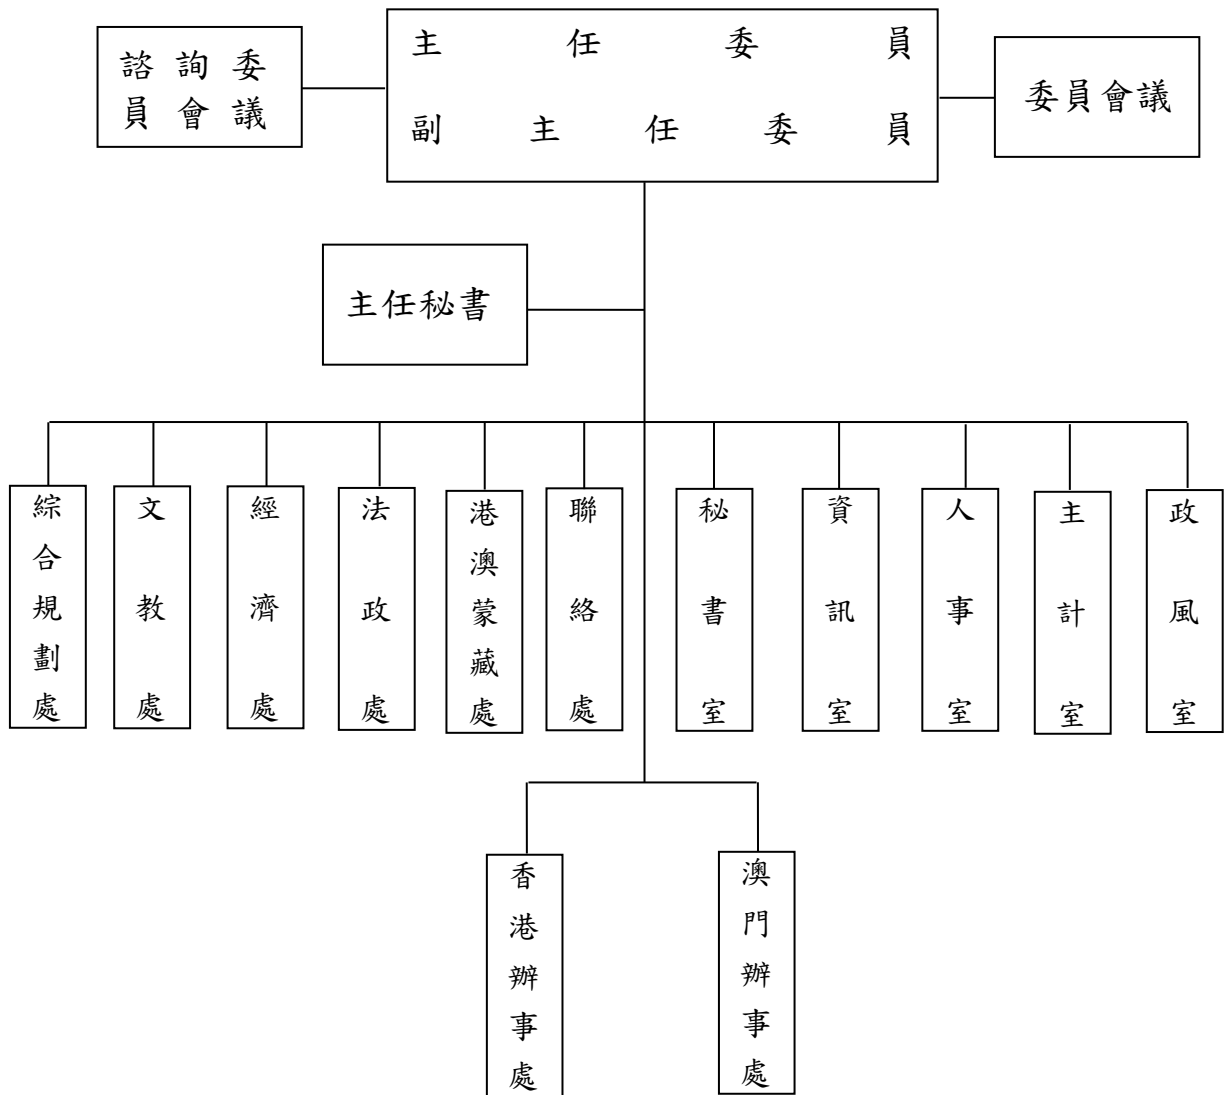 諮詢委
員會議
主任委員
副主任委員
委員會議
主任秘書
綜合規劃處
文教處
經濟處
法政處
港澳蒙藏處
聯絡處
秘書室
資訊室
人事室
主計室
政風室
香港辦事處
澳門辦事處